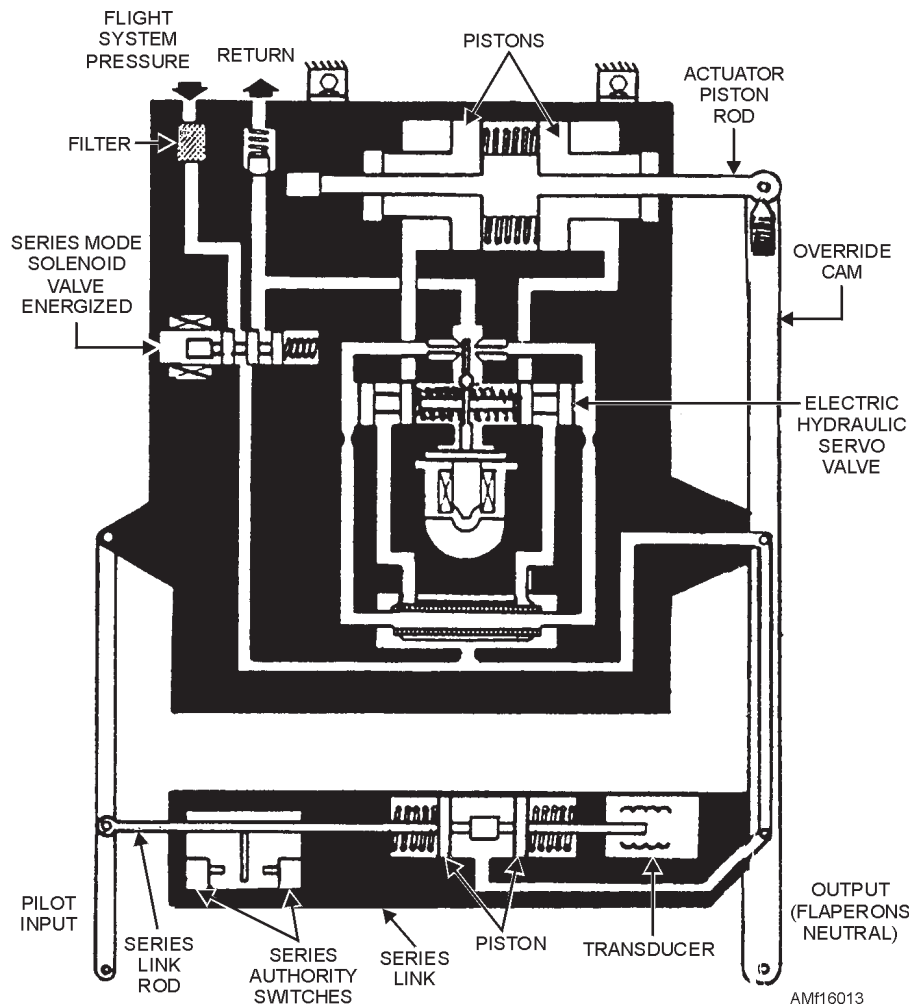 FLIGHT
SYSTEM
PRESSURE
RETURN
PISTONS
ACTUATOR
PISTON
ROD
FILTER
SERIES MODE
SOLENOID
VALVE
ENERGIZED
OVERRIDE
CAM
ELECTRIC
HYDRAULIC
SERVO
VALVE
PILOT
INPUT
SERIES
LINK
ROD
SERIES
AUTHORITY
SWITCHES
SERIES
LINK
PISTON
TRANSDUCER
OUTPUT
(FLAPERONS
NEUTRAL)
AMf16013